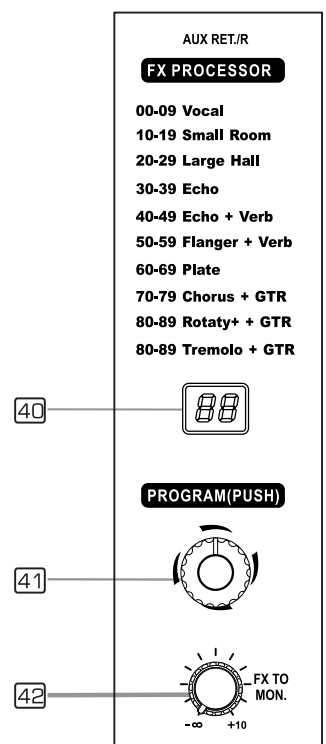 AUX RET./R
FX PROCESSOR
00-09 Vocal
10-19 Small Room
20-29 Large Hall
30-39 Echo
40-49 Echo + Verb
50-59 Flanger + Verb
60-69 Plate
70-79 Chorus + GTR
80-89 Rotaty+ + GTR
80-89 Tremolo + GTR
40
88
PROGRAM(PUSH)
41
42
FX TO
MON.
-∞ +10